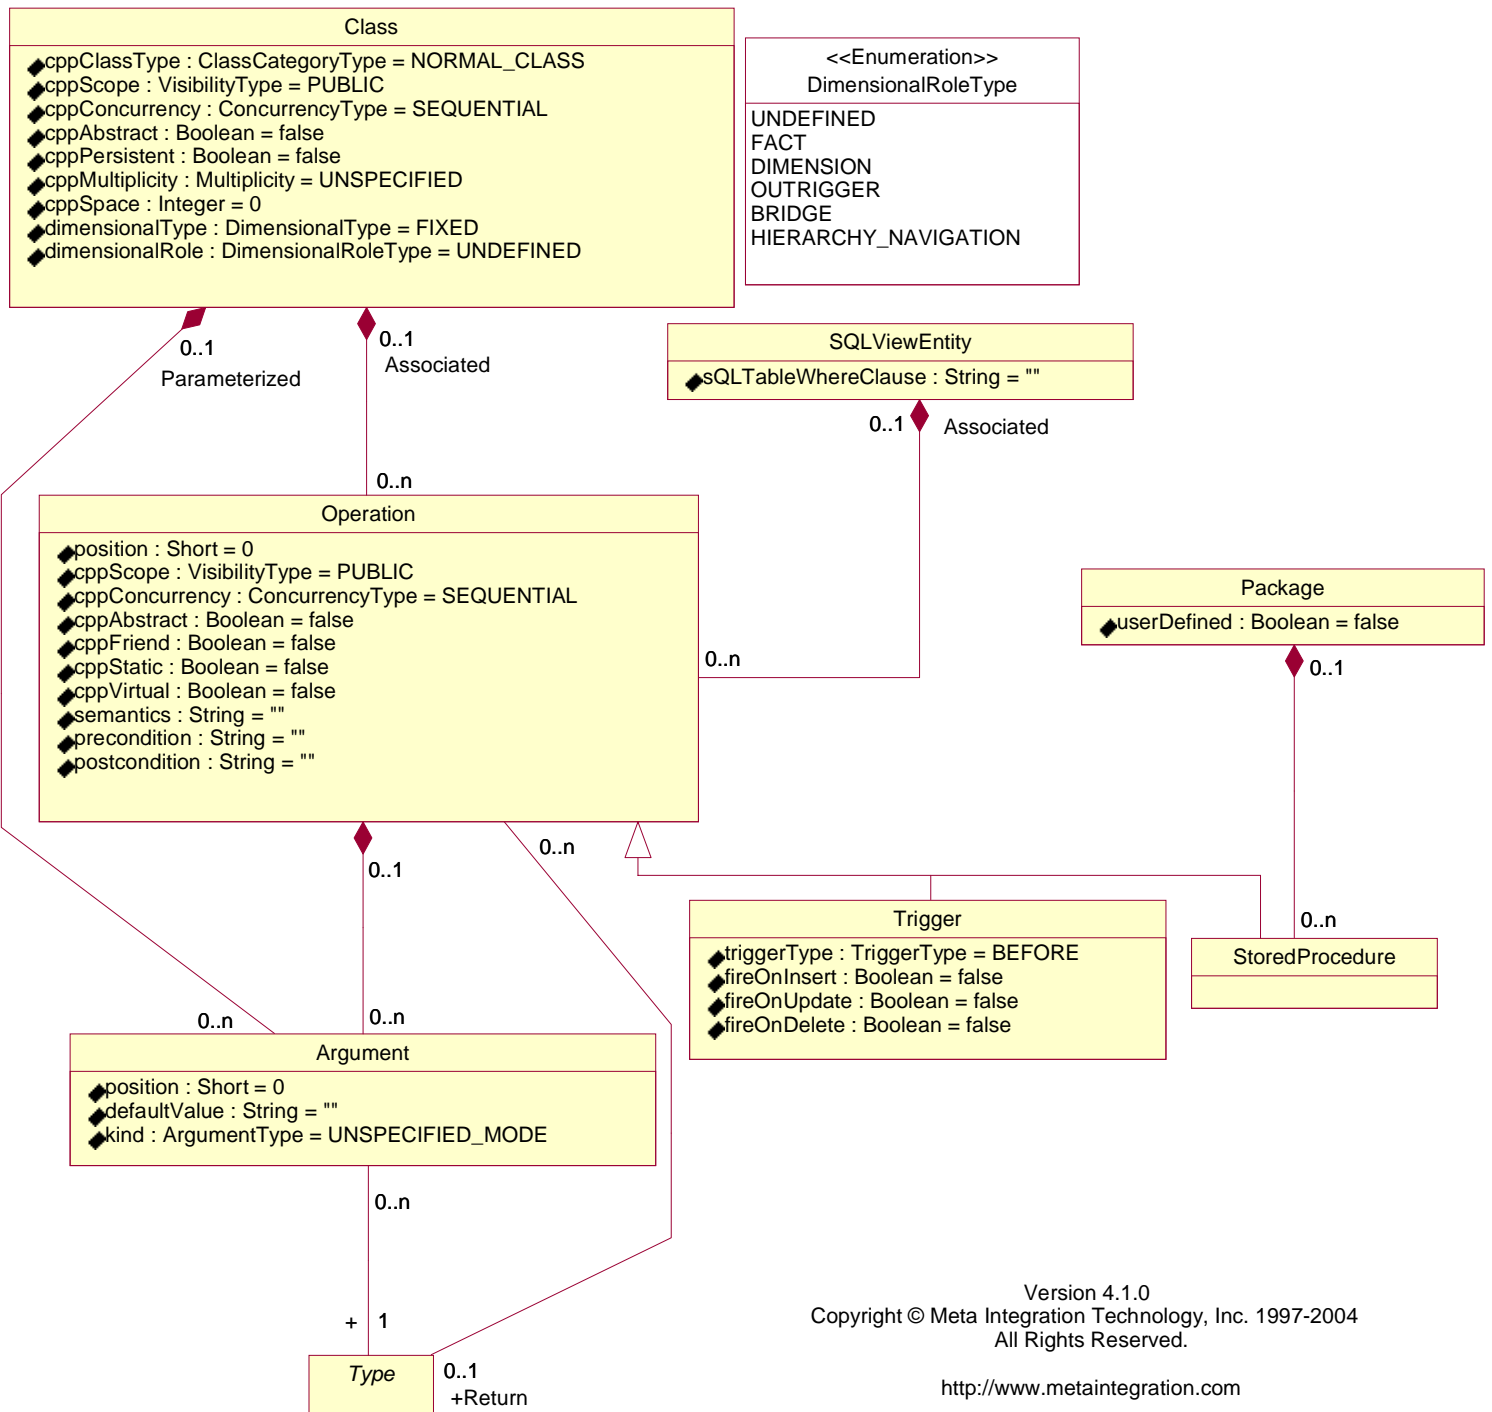 Class
cppClassType : ClassCategoryType = NORMAL_CLASS
cppScope : VisibilityType = PUBLIC
cppConcurrency : ConcurrencyType = SEQUENTIAL
cppAbstract : Boolean = false
cppPersistent : Boolean = false
cppMultiplicity : Multiplicity = UNSPECIFIED
cppSpace : Integer = 0
dimensionalType : DimensionalType = FIXED
dimensionalRole : DimensionalRoleType = UNDEFINED
<<Enumeration>>
DimensionalRoleType
UNDEFINED
FACT
DIMENSION
OUTRIGGER
BRIDGE
HIERARCHY_NAVIGATION
0..1
Parameterized
0..1
Associated
SQLViewEntity
sQLTableWhereClause : String = ""
0..1
Associated
0..n
Operation
position : Short = 0
cppScope : VisibilityType = PUBLIC
cppConcurrency : ConcurrencyType = SEQUENTIAL
cppAbstract : Boolean = false
cppFriend : Boolean = false
cppStatic : Boolean = false
cppVirtual : Boolean = false
semantics : String = ""
precondition : String = ""
postcondition : String = ""
0..n
Package
userDefined : Boolean = false
0..1
0..1
0..n
0..n
Trigger
triggerType : TriggerType = BEFORE
fireOnInsert : Boolean = false
fireOnUpdate : Boolean = false
fireOnDelete : Boolean = false
StoredProcedure
0..n
0..n
Argument
position : Short = 0
defaultValue : String = ""
kind : ArgumentType = UNSPECIFIED_MODE
0..n
+ 1
Type
0..1
+Return
Version 4.1.0
Copyright © Meta Integration Technology, Inc. 1997-2004
All Rights Reserved.
http://www.metaintegration.com